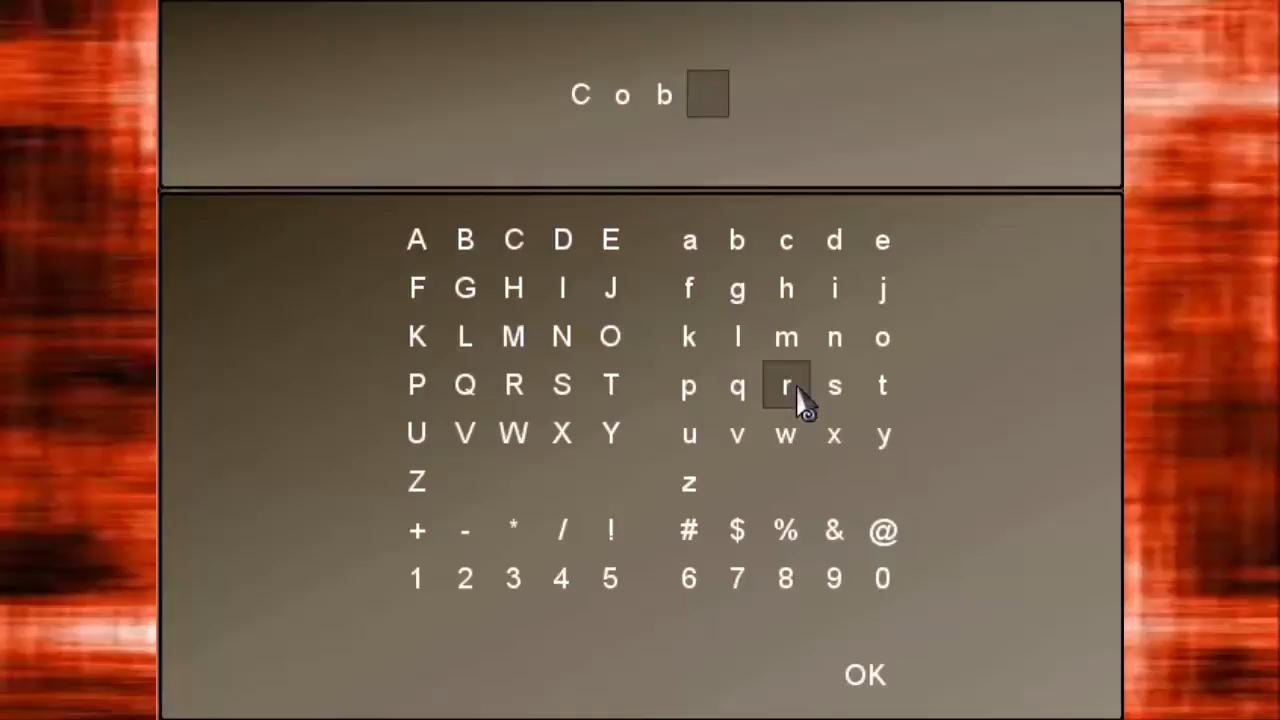 C o b
A B C D E a b c d e
F G H I J f g h i j
K L M N O k l m n o
P Q R S T p q r s t
U V W X Y u v w x y
Z z
+ - * / ! # $ % & @
1 2 3 4 5 6 7 8 9 0
OK